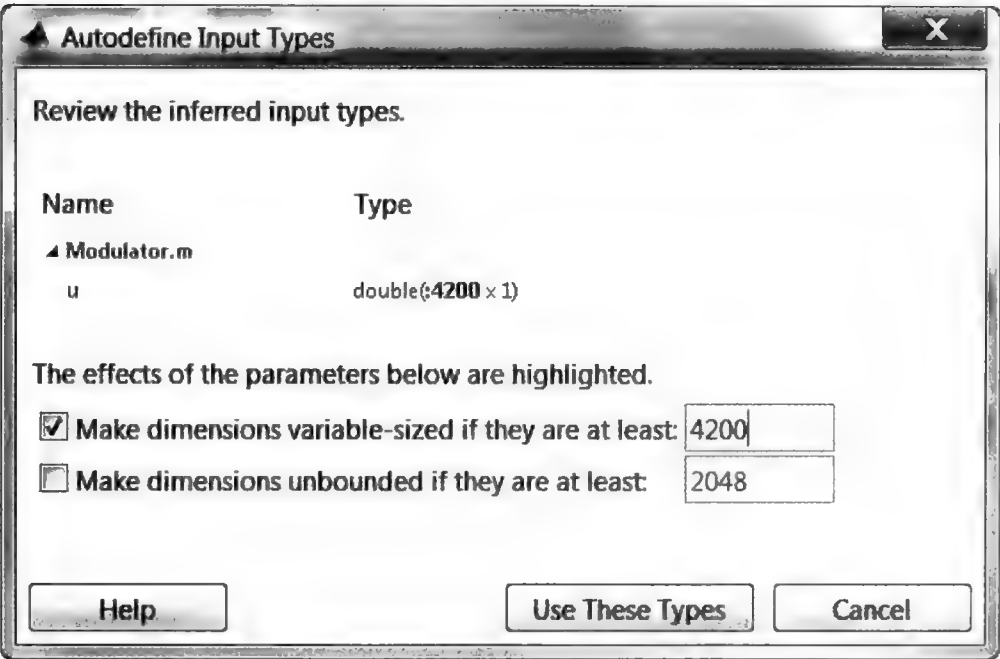 Autodefine Input Types
X
Review the inferred input types.
Name Type
Modulator.m
u double(:4200 × 1)
The effects of the parameters below are highlighted.
Make dimensions variable-sized if they are at least: 4200
Make dimensions unbounded if they are at least: 2048
Help Use These Types Cancel